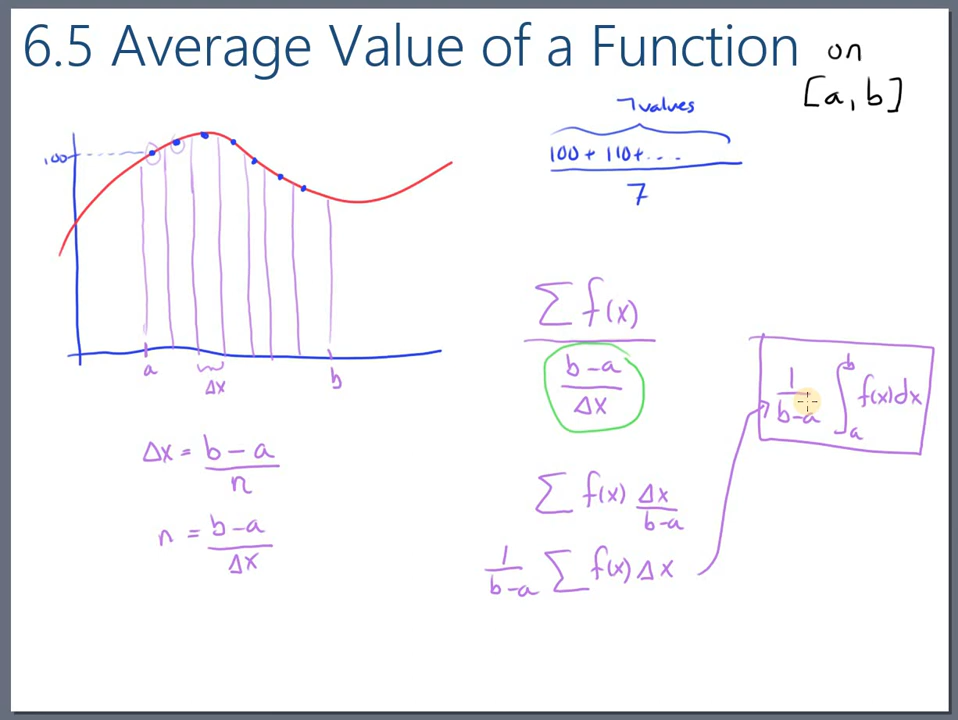 6.5 Average Value of a Function on
[a, b]
7 values
100 + 110 + ...
7
100
a
Δx
b
Δx = b - a
n
n = b - a
Δx
∑ f(x)
b - a
Δx
∑ f(x) Δx
b - a
1
b - a ∑ f(x) Δx
1
b - a ∫ₐᵇ f(x) dx